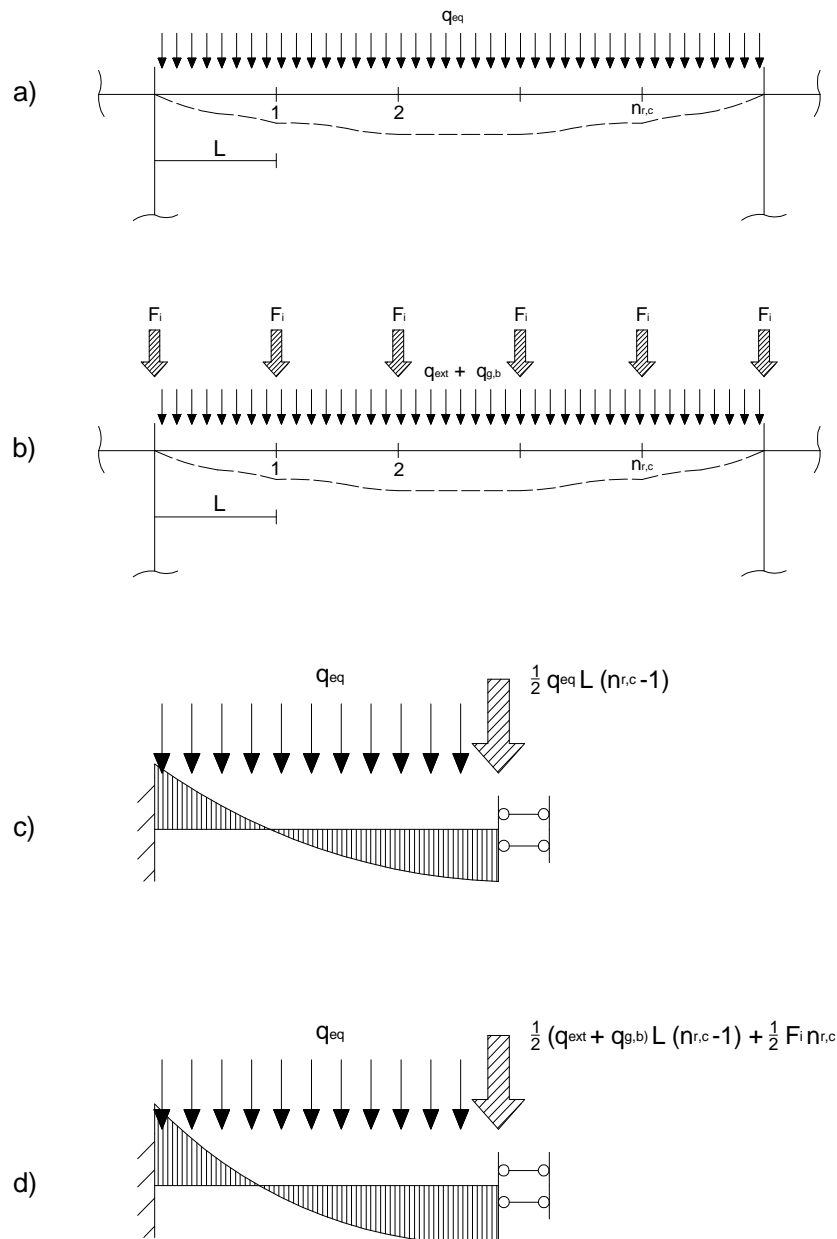 q_eq
a)
1 2 n_r,c
L
F_i F_i F_i F_i F_i F_i
q_ext + q_g,b
b)
1 2 n_r,c
L
q_eq
1/2 q_eq L (n_r,c -1)
c)
q_eq
1/2 (q_ext + q_g,b) L (n_r,c -1) + 1/2 F_i n_r,c
d)